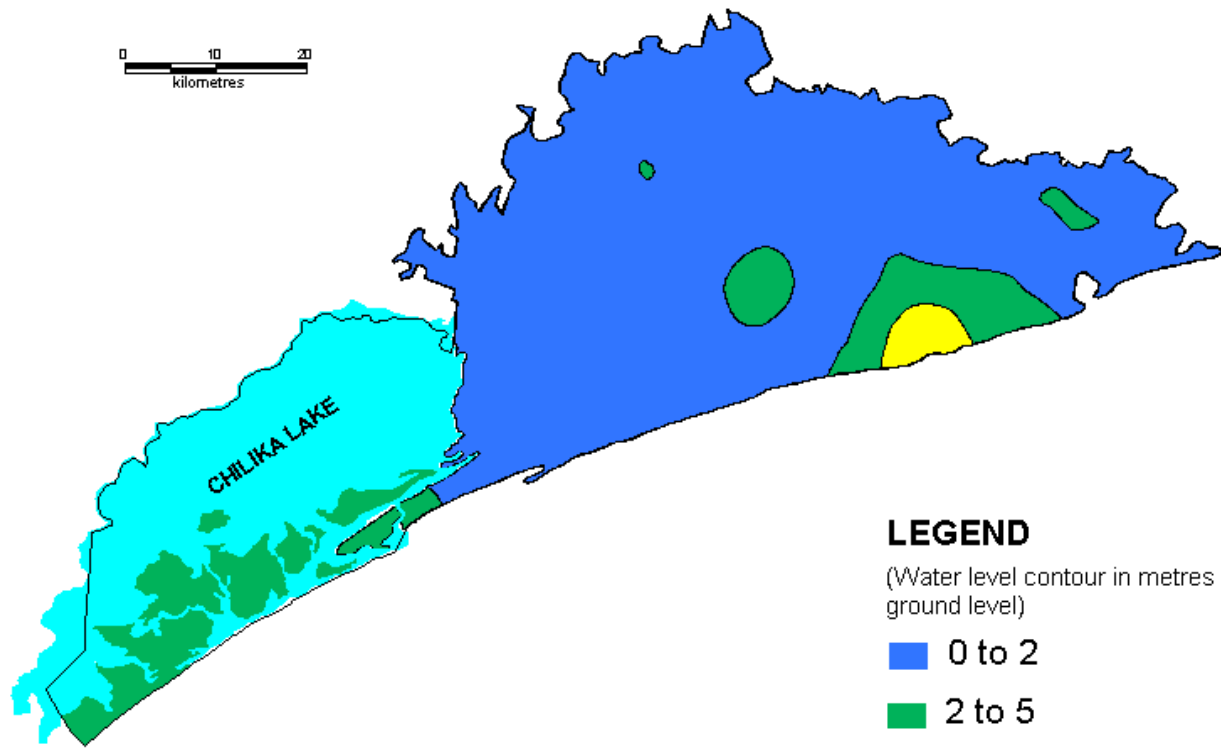 0 10 20
kilometres
CHILIKA LAKE
LEGEND
(Water level contour in metres
ground level)
0 to 2
2 to 5